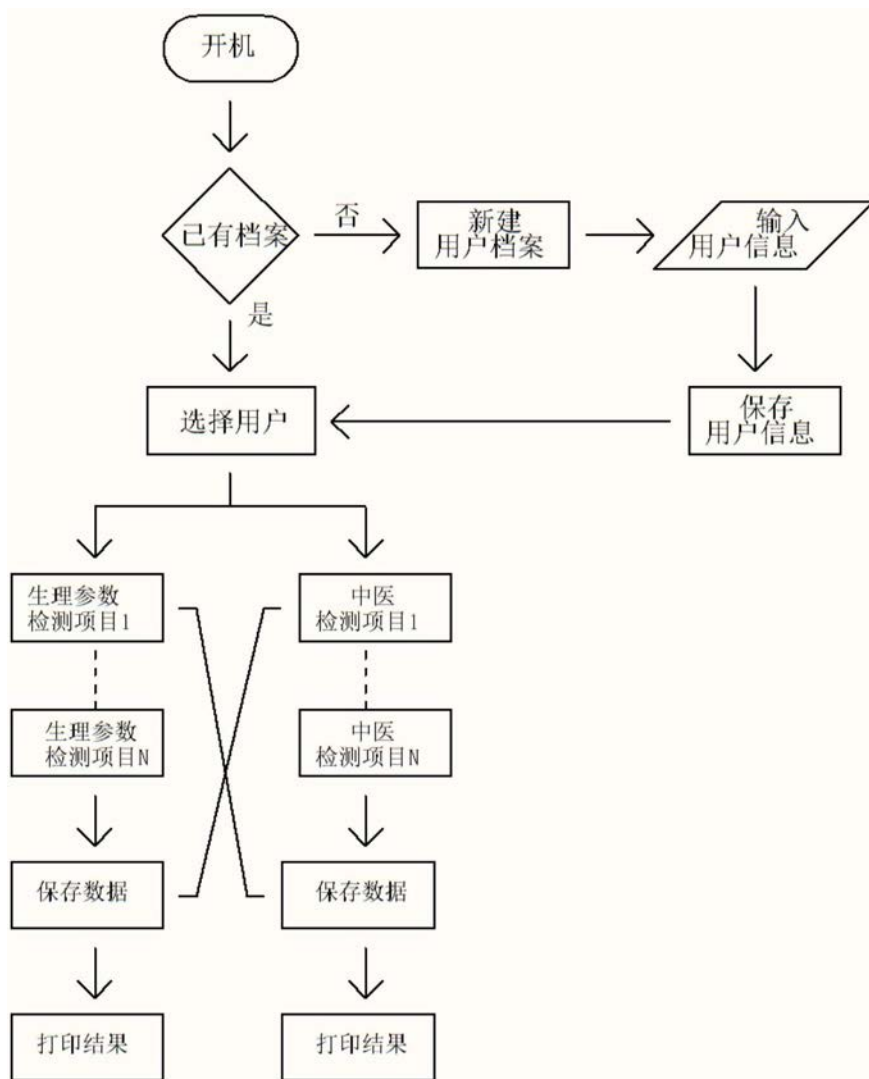 开机
已有档案
否
新建
用户档案
输入
用户信息
是
选择用户
保存
用户信息
生理参数
检测项目1
中医
检测项目1
生理参数
检测项目N
中医
检测项目N
保存数据
保存数据
打印结果
打印结果